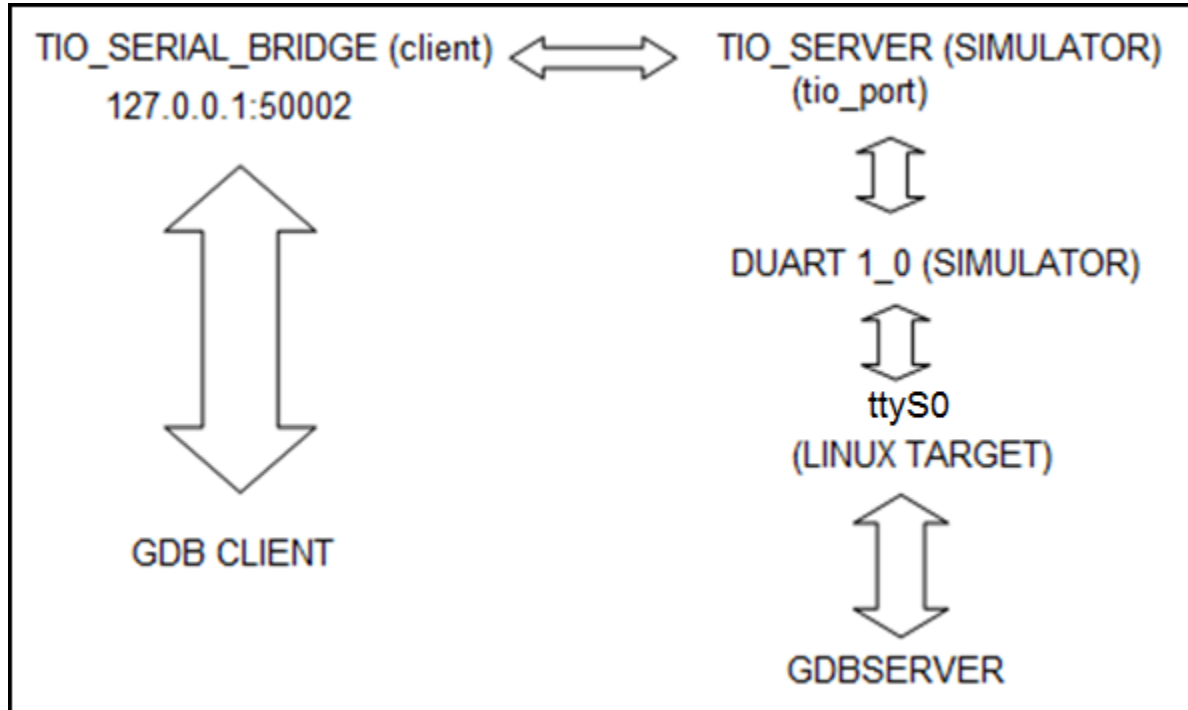 TIO_SERIAL_BRIDGE (client)
127.0.0.1:50002
GDB CLIENT
TIO_SERVER (SIMULATOR)
(tio_port)
DUART 1_0 (SIMULATOR)
ttyS0
(LINUX TARGET)
GDBSERVER